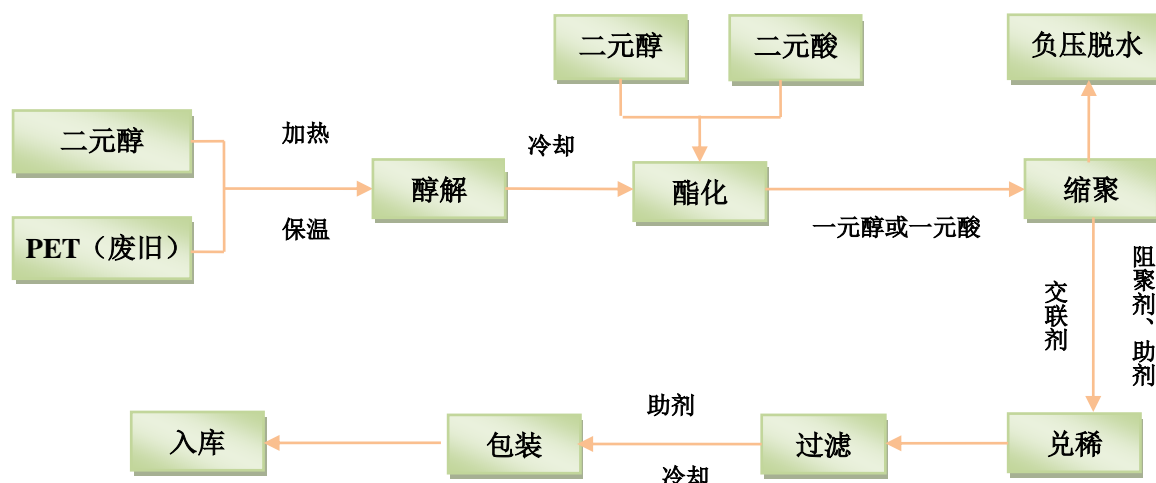 二元醇
二元酸
负压脱水
二元醇
加热
冷却
醇解
酯化
缩聚
PET（废旧）
保温
一元醇或一元酸
交联剂
阻聚剂、助剂
助剂
入库
包装
过滤
兑稀
冷却